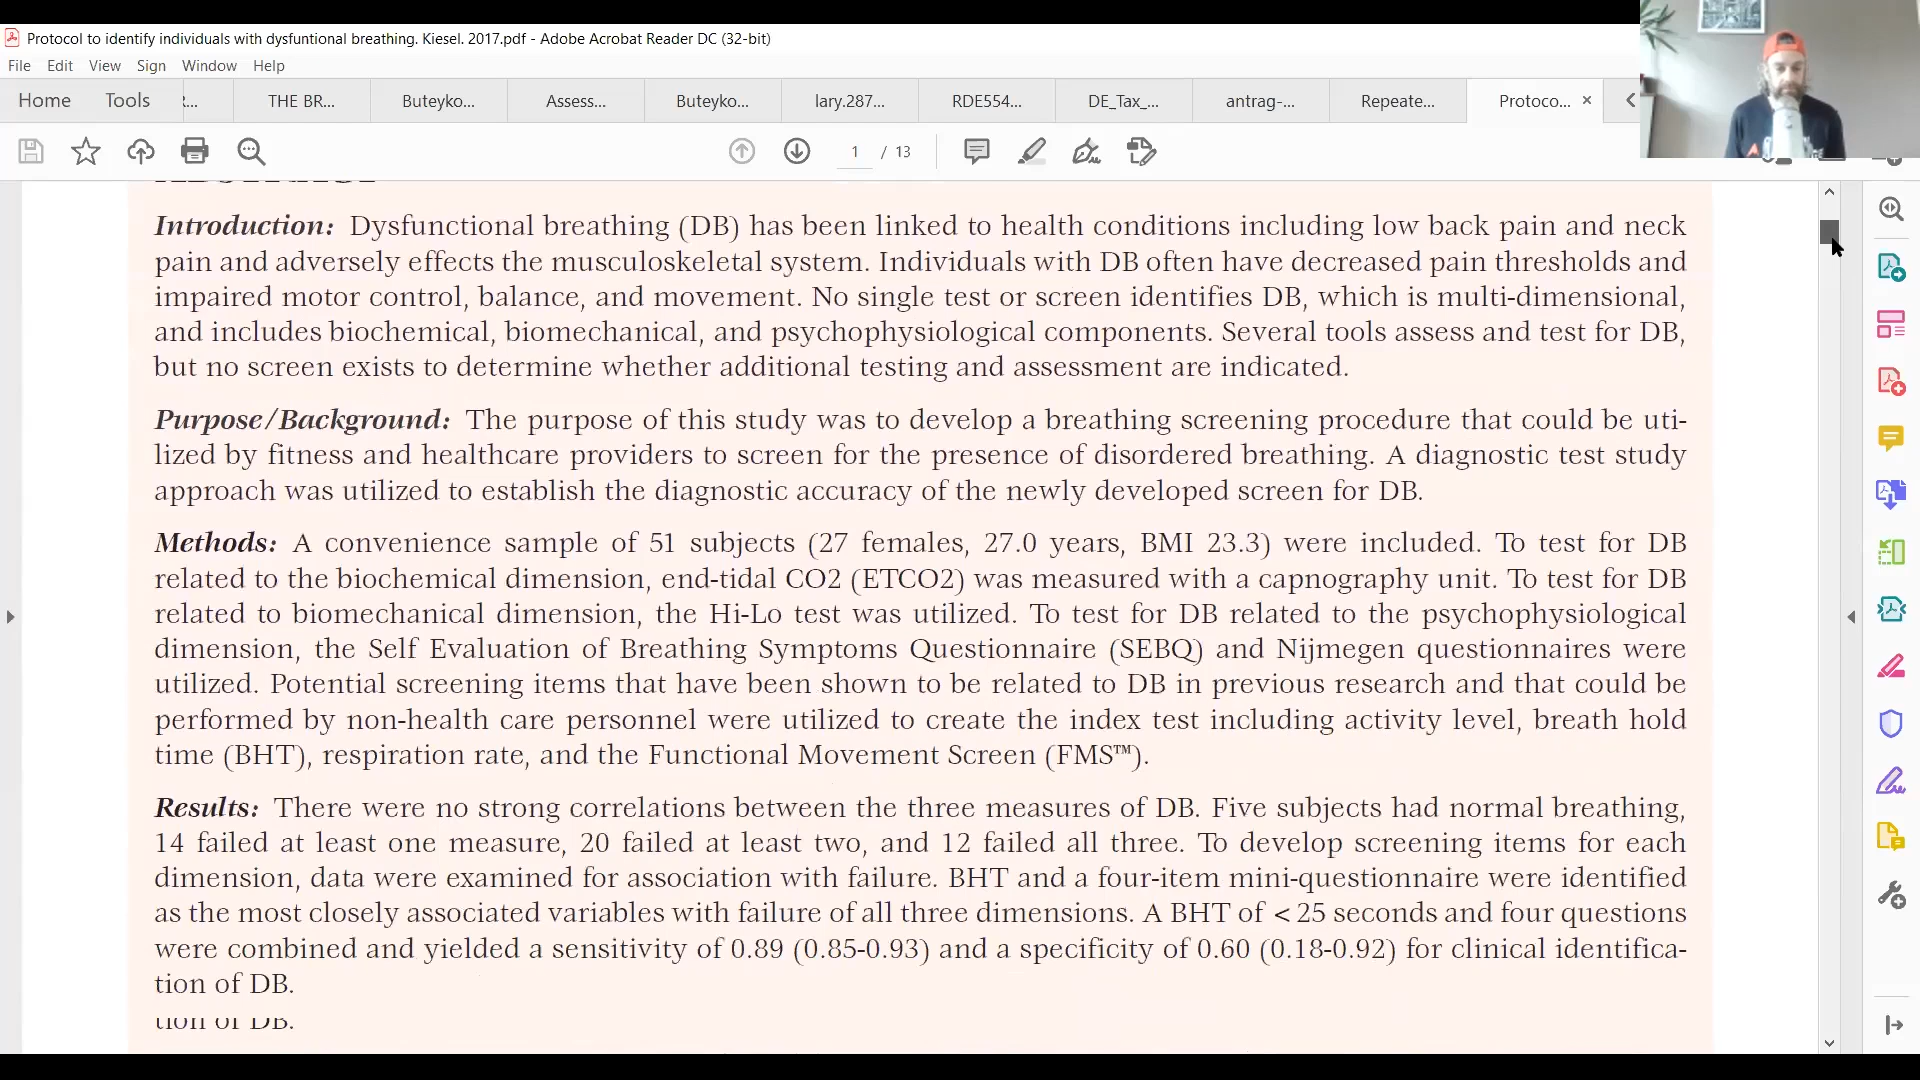 Protocol to identify individuals with dysfuntional breathing. Kiesel. 2017.pdf - Adobe Acrobat Reader DC (32-bit)
File Edit View Sign Window Help
Home Tools THE BR... Buteyko... Assess... Buteyko... lary.287... RDE554... DE_Tax_... antrag-... Repeate... Protoco... ×
1 / 13
Introduction: Dysfunctional breathing (DB) has been linked to health conditions including low back pain and neck
pain and adversely effects the musculoskeletal system. Individuals with DB often have decreased pain thresholds and
impaired motor control, balance, and movement. No single test or screen identifies DB, which is multi-dimensional,
and includes biochemical, biomechanical, and psychophysiological components. Several tools assess and test for DB,
but no screen exists to determine whether additional testing and assessment are indicated.
Purpose/Background: The purpose of this study was to develop a breathing screening procedure that could be uti-
lized by fitness and healthcare providers to screen for the presence of disordered breathing. A diagnostic test study
approach was utilized to establish the diagnostic accuracy of the newly developed screen for DB.
Methods: A convenience sample of 51 subjects (27 females, 27.0 years, BMI 23.3) were included. To test for DB
related to the biochemical dimension, end-tidal CO2 (ETCO2) was measured with a capnography unit. To test for DB
related to biomechanical dimension, the Hi-Lo test was utilized. To test for DB related to the psychophysiological
dimension, the Self Evaluation of Breathing Symptoms Questionnaire (SEBQ) and Nijmegen questionnaires were
utilized. Potential screening items that have been shown to be related to DB in previous research and that could be
performed by non-health care personnel were utilized to create the index test including activity level, breath hold
time (BHT), respiration rate, and the Functional Movement Screen (FMS™).
Results: There were no strong correlations between the three measures of DB. Five subjects had normal breathing,
14 failed at least one measure, 20 failed at least two, and 12 failed all three. To develop screening items for each
dimension, data were examined for association with failure. BHT and a four-item mini-questionnaire were identified
as the most closely associated variables with failure of all three dimensions. A BHT of < 25 seconds and four questions
were combined and yielded a sensitivity of 0.89 (0.85-0.93) and a specificity of 0.60 (0.18-0.92) for clinical identifica-
tion of DB.
tion of DB.